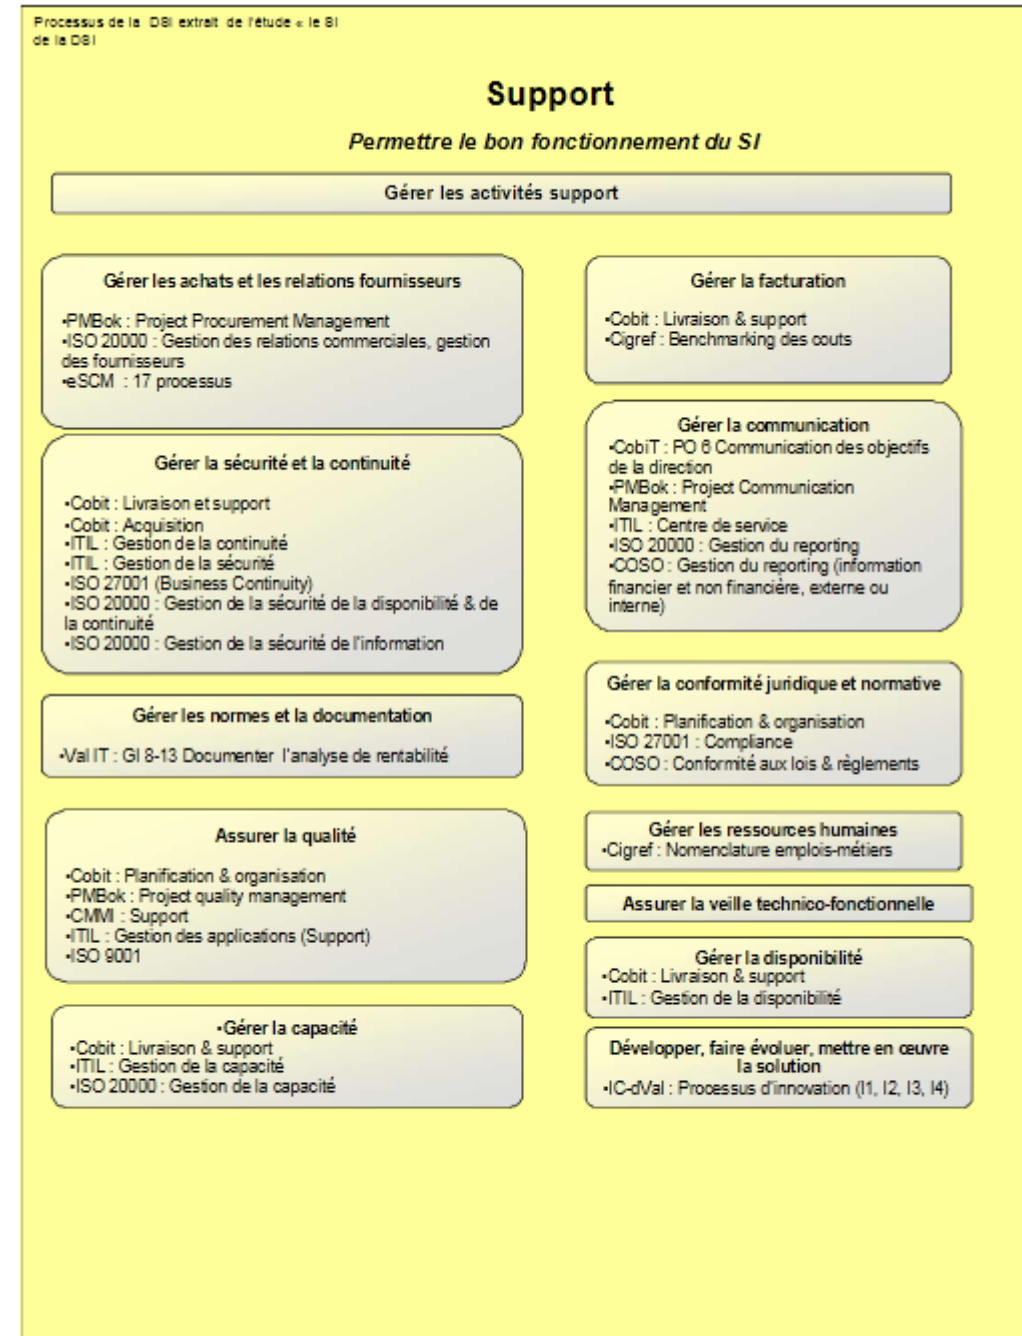 Processus de la DSI extrait de l'étude « le SI
de la DSI
Support
Permettre le bon fonctionnement du SI
Gérer les activités support
Gérer les achats et les relations fournisseurs
•PMBok : Project Procurement Management
•ISO 20000 : Gestion des relations commerciales, gestion
des fournisseurs
•eSCM : 17 processus
Gérer la sécurité et la continuité
•Cobit : Livraison et support
•Cobit : Acquisition
•ITIL : Gestion de la continuité
•ITIL : Gestion de la sécurité
•ISO 27001 (Business Continuity)
•ISO 20000 : Gestion de la sécurité de la disponibilité & de
la continuité
•ISO 20000 : Gestion de la sécurité de l'information
Gérer les normes et la documentation
•Val IT : GI 8-13 Documenter l'analyse de rentabilité
Assurer la qualité
•Cobit : Planification & organisation
•PMBok : Project quality management
•CMMI : Support
•ITIL : Gestion des applications (Support)
•ISO 9001
•Gérer la capacité
•Cobit : Livraison & support
•ITIL : Gestion de la capacité
•ISO 20000 : Gestion de la capacité
Gérer la facturation
•Cobit : Livraison & support
•Cigref : Benchmarking des couts
Gérer la communication
•CobiT : PO 6 Communication des objectifs
de la direction
•PMBok : Project Communication
Management
•ITIL : Centre de service
•ISO 20000 : Gestion du reporting
•COSO : Gestion du reporting (information
financier et non financière, externe ou
interne)
Gérer la conformité juridique et normative
•Cobit : Planification & organisation
•ISO 27001 : Compliance
•COSO : Conformité aux lois & règlements
Gérer les ressources humaines
•Cigref : Nomenclature emplois-métiers
Assurer la veille technico-fonctionnelle
Gérer la disponibilité
•Cobit : Livraison & support
•ITIL : Gestion de la disponibilité
Développer, faire évoluer, mettre en œuvre
la solution
•IC-dVal : Processus d'innovation (I1, I2, I3, I4)